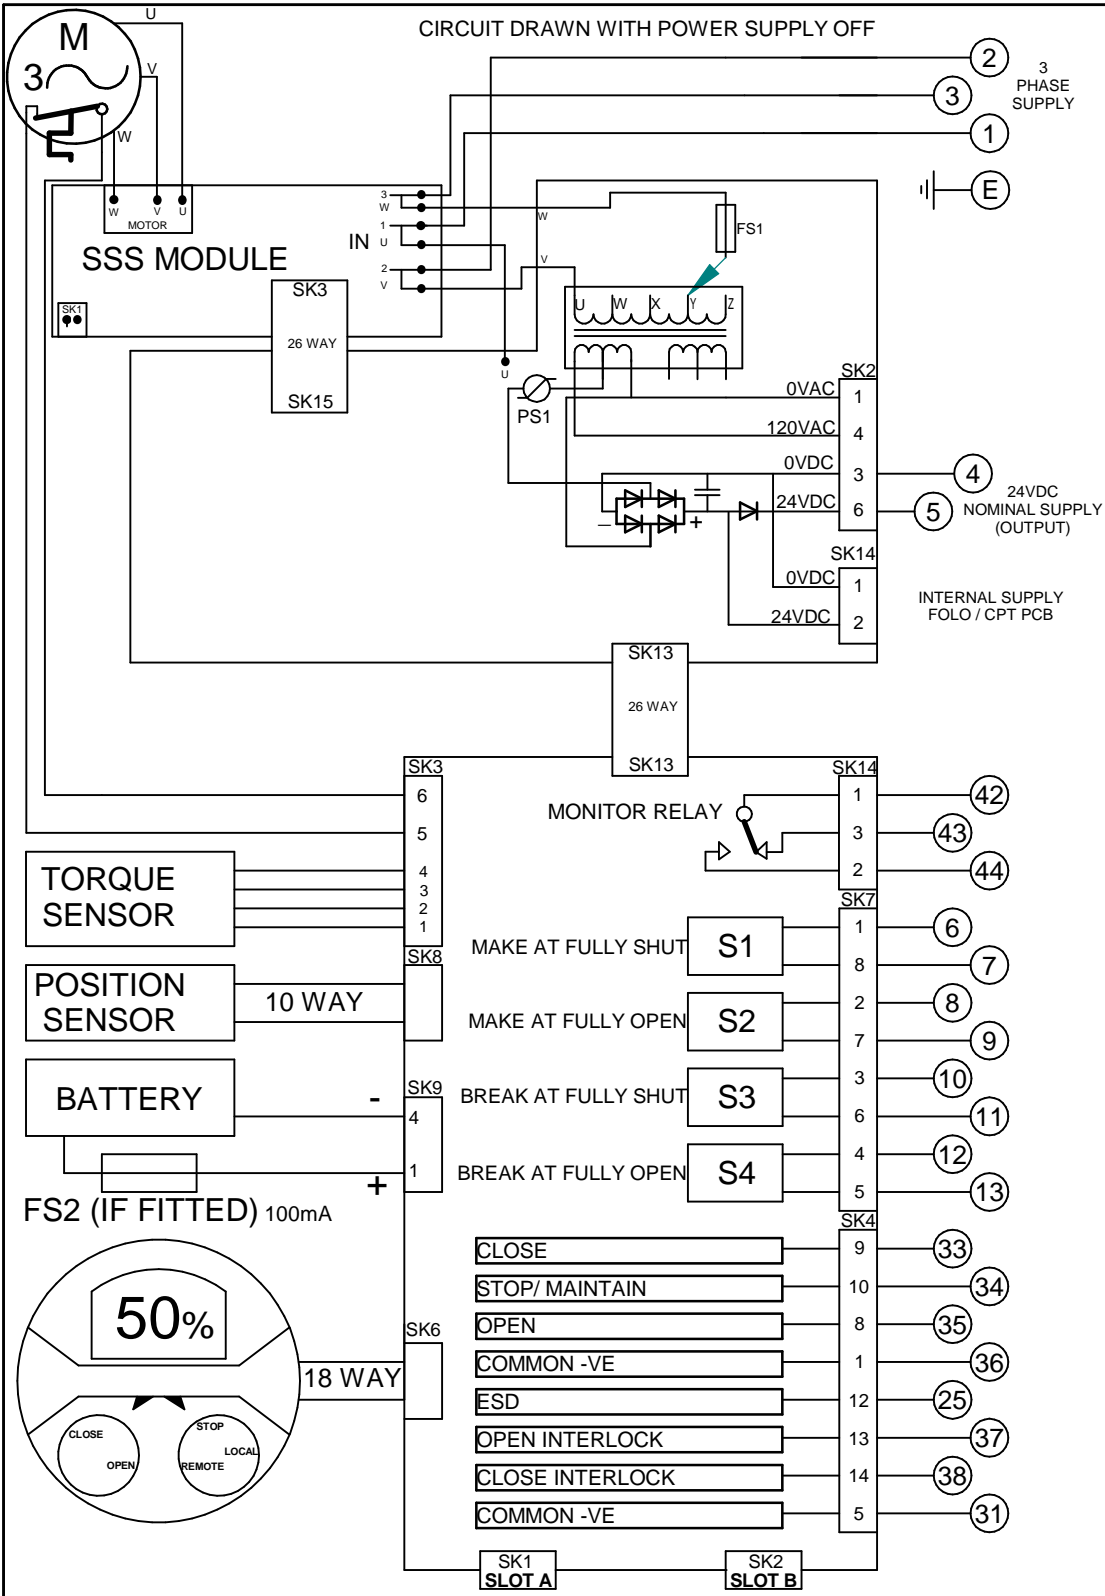 U
CIRCUIT DRAWN WITH POWER SUPPLY OFF
M
3
V
W
2
3
1
E
3
PHASE
SUPPLY
W V U
MOTOR
SSS MODULE
IN
3
W
1
U
2
V
W
V
U
FS1
SK1
SK3
26 WAY
SK15
U W X Y Z
PS1
SK2
0VAC 1
120VAC 4
0VDC 3 4
24VDC 6 5
24VDC
NOMINAL SUPPLY
(OUTPUT)
– +
SK14
0VDC 1
24VDC 2
INTERNAL SUPPLY
FOLO / CPT PCB
SK13
26 WAY
SK13
SK3
6
5
4
3
2
1
TORQUE
SENSOR
SK8
POSITION
SENSOR
10 WAY
BATTERY
SK9
- 4
+ 1
FS2 (IF FITTED) 100mA
50%
CLOSE
OPEN
STOP
LOCAL
REMOTE
18 WAY
SK6
MONITOR RELAY
SK14
1 42
3 43
2 44
SK7
MAKE AT FULLY SHUT S1 1 6
8 7
MAKE AT FULLY OPEN S2 2 8
7 9
BREAK AT FULLY SHUT S3 3 10
6 11
BREAK AT FULLY OPEN S4 4 12
5 13
SK4
CLOSE 9 33
STOP/ MAINTAIN 10 34
OPEN 8 35
COMMON -VE 1 36
ESD 12 25
OPEN INTERLOCK 13 37
CLOSE INTERLOCK 14 38
COMMON -VE 5 31
SK1
SLOT A
SK2
SLOT B